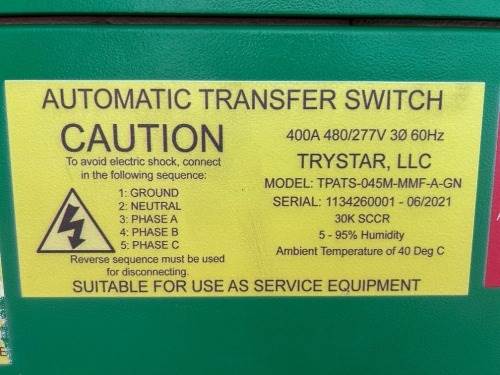 AUTOMATIC TRANSFER SWITCH
CAUTION
To avoid electric shock, connect
in the following sequence:
1: GROUND
2: NEUTRAL
3: PHASE A
4: PHASE B
5: PHASE C
Reverse sequence must be used
for disconnecting.
400A 480/277V 3Ø 60Hz
TRYSTAR, LLC
MODEL: TPATS-045M-MMF-A-GN
SERIAL: 1134260001 - 06/2021
30K SCCR
5 - 95% Humidity
Ambient Temperature of 40 Deg C
SUITABLE FOR USE AS SERVICE EQUIPMENT